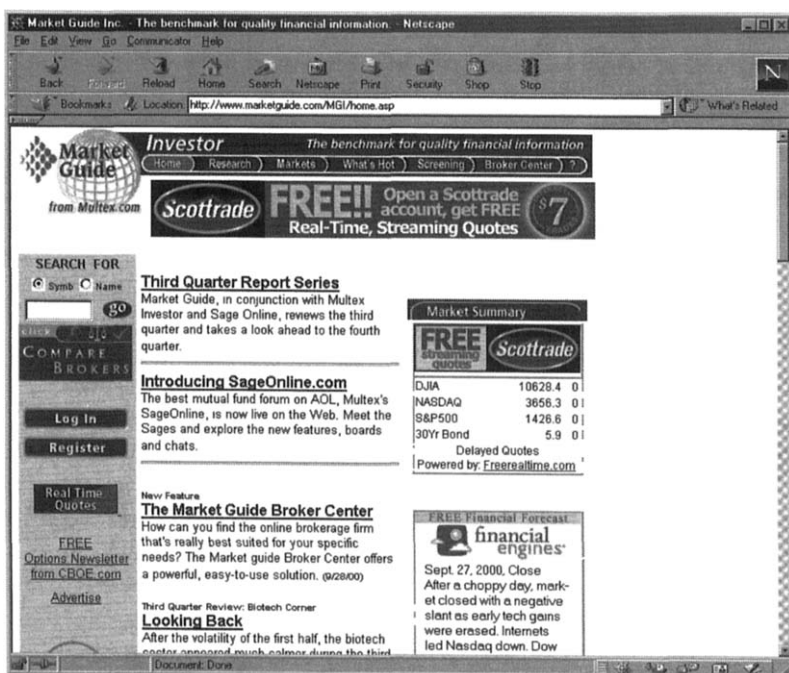 Market Guide Inc. - The benchmark for quality financial information. - Netscape
File Edit View Go Communicator Help
Back Forward Reload Home Search Netscape Print Security Shop Stop
N
Bookmarks Location: http://www.marketguide.com/MGI/home.asp What's Related
Market Guide
from Multex.com
Investor The benchmark for quality financial information
Home Research Markets What's Hot Screening Broker Center ?
Scottrade FREE!! Open a Scottrade account, get FREE $7
Real-Time, Streaming Quotes
SEARCH FOR
Symb Name
go
click
COMPARE
BROKERS
Log In
Register
Real Time
Quotes
FREE
Options Newsletter
from CBOE.com
Advertise
Third Quarter Report Series
Market Guide, in conjunction with Multex
Investor and Sage Online, reviews the third
quarter and takes a look ahead to the fourth
quarter.
Introducing SageOnline.com
The best mutual fund forum on AOL, Multex's
SageOnline, is now live on the Web. Meet the
Sages and explore the new features, boards
and chats.
New Feature
The Market Guide Broker Center
How can you find the online brokerage firm
that's really best suited for your specific
needs? The Market guide Broker Center offers
a powerful, easy-to-use solution. (9/28/00)
Third Quarter Review: Biotech Corner
Looking Back
After the volatility of the first half, the biotech
sector appeared much calmer during the third
Market Summary
FREE
streaming
quotes
Scottrade
DJIA 10628.4 0
NASDAQ 3656.3 0
S&P500 1426.6 0
30Yr Bond 5.9 0
Delayed Quotes
Powered by: Freerealtime.com
FREE Financial Forecast
financial
engines
Sept. 27, 2000, Close
After a choppy day, mark-
et closed with a negative
slant as early tech gains
were erased. Internets
led Nasdaq down. Dow
Document: Done